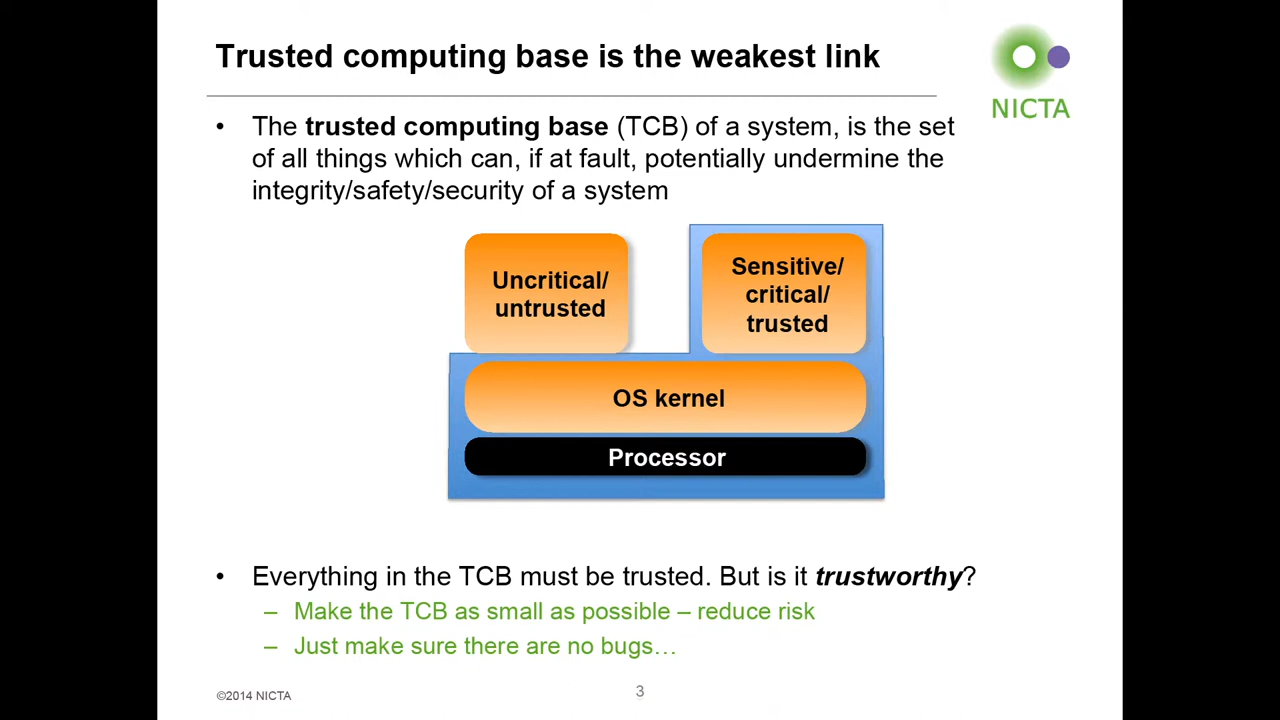 Trusted computing base is the weakest link
NICTA
• The trusted computing base (TCB) of a system, is the set
of all things which can, if at fault, potentially undermine the
integrity/safety/security of a system
Uncritical/
untrusted
Sensitive/
critical/
trusted
OS kernel
Processor
• Everything in the TCB must be trusted. But is it trustworthy?
– Make the TCB as small as possible – reduce risk
– Just make sure there are no bugs…
©2014 NICTA
3